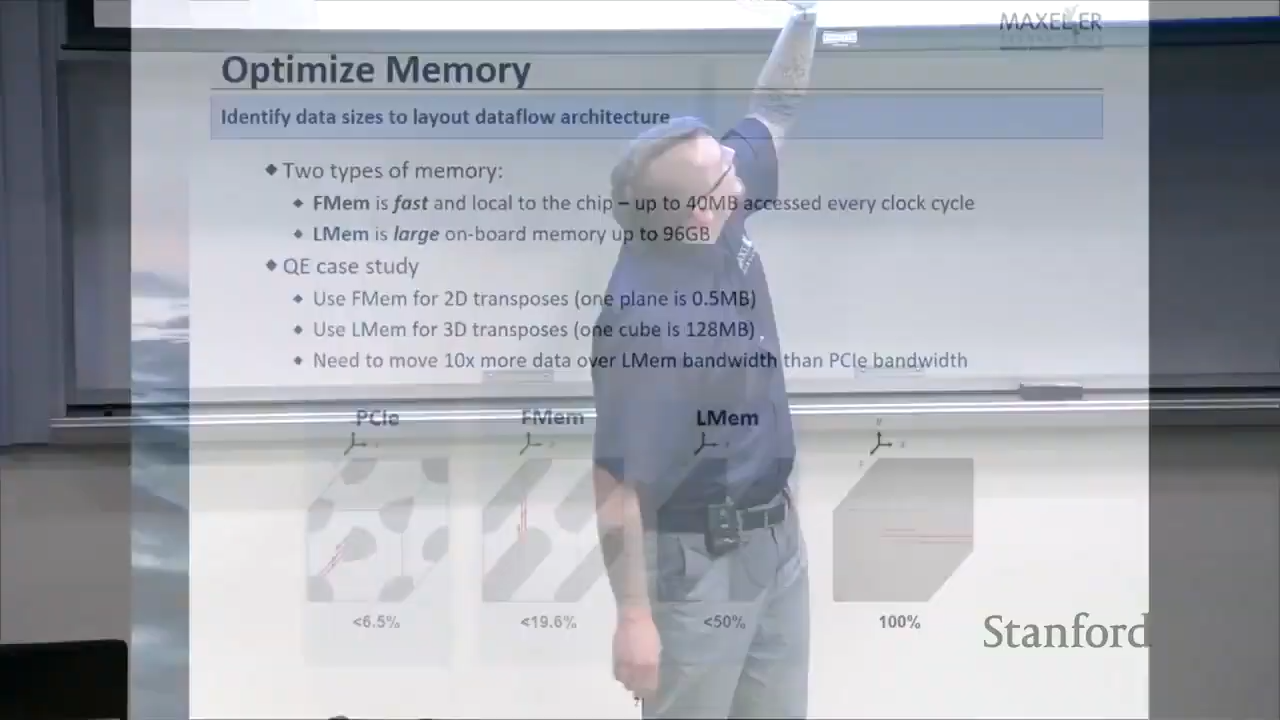 MAXELER
Optimize Memory
Identify data sizes to layout dataflow architecture
Two types of memory:
FMem is fast and local to the chip – up to 40MB accessed every clock cycle
LMem is large on-board memory up to 96GB
QE case study
Use FMem for 2D transposes (one plane is 0.5MB)
Use LMem for 3D transposes (one cube is 128MB)
Need to move 10x more data over LMem bandwidth than PCIe bandwidth
PCIe FMem LMem
<6.5% <19.6% <50% 100%
Stanford